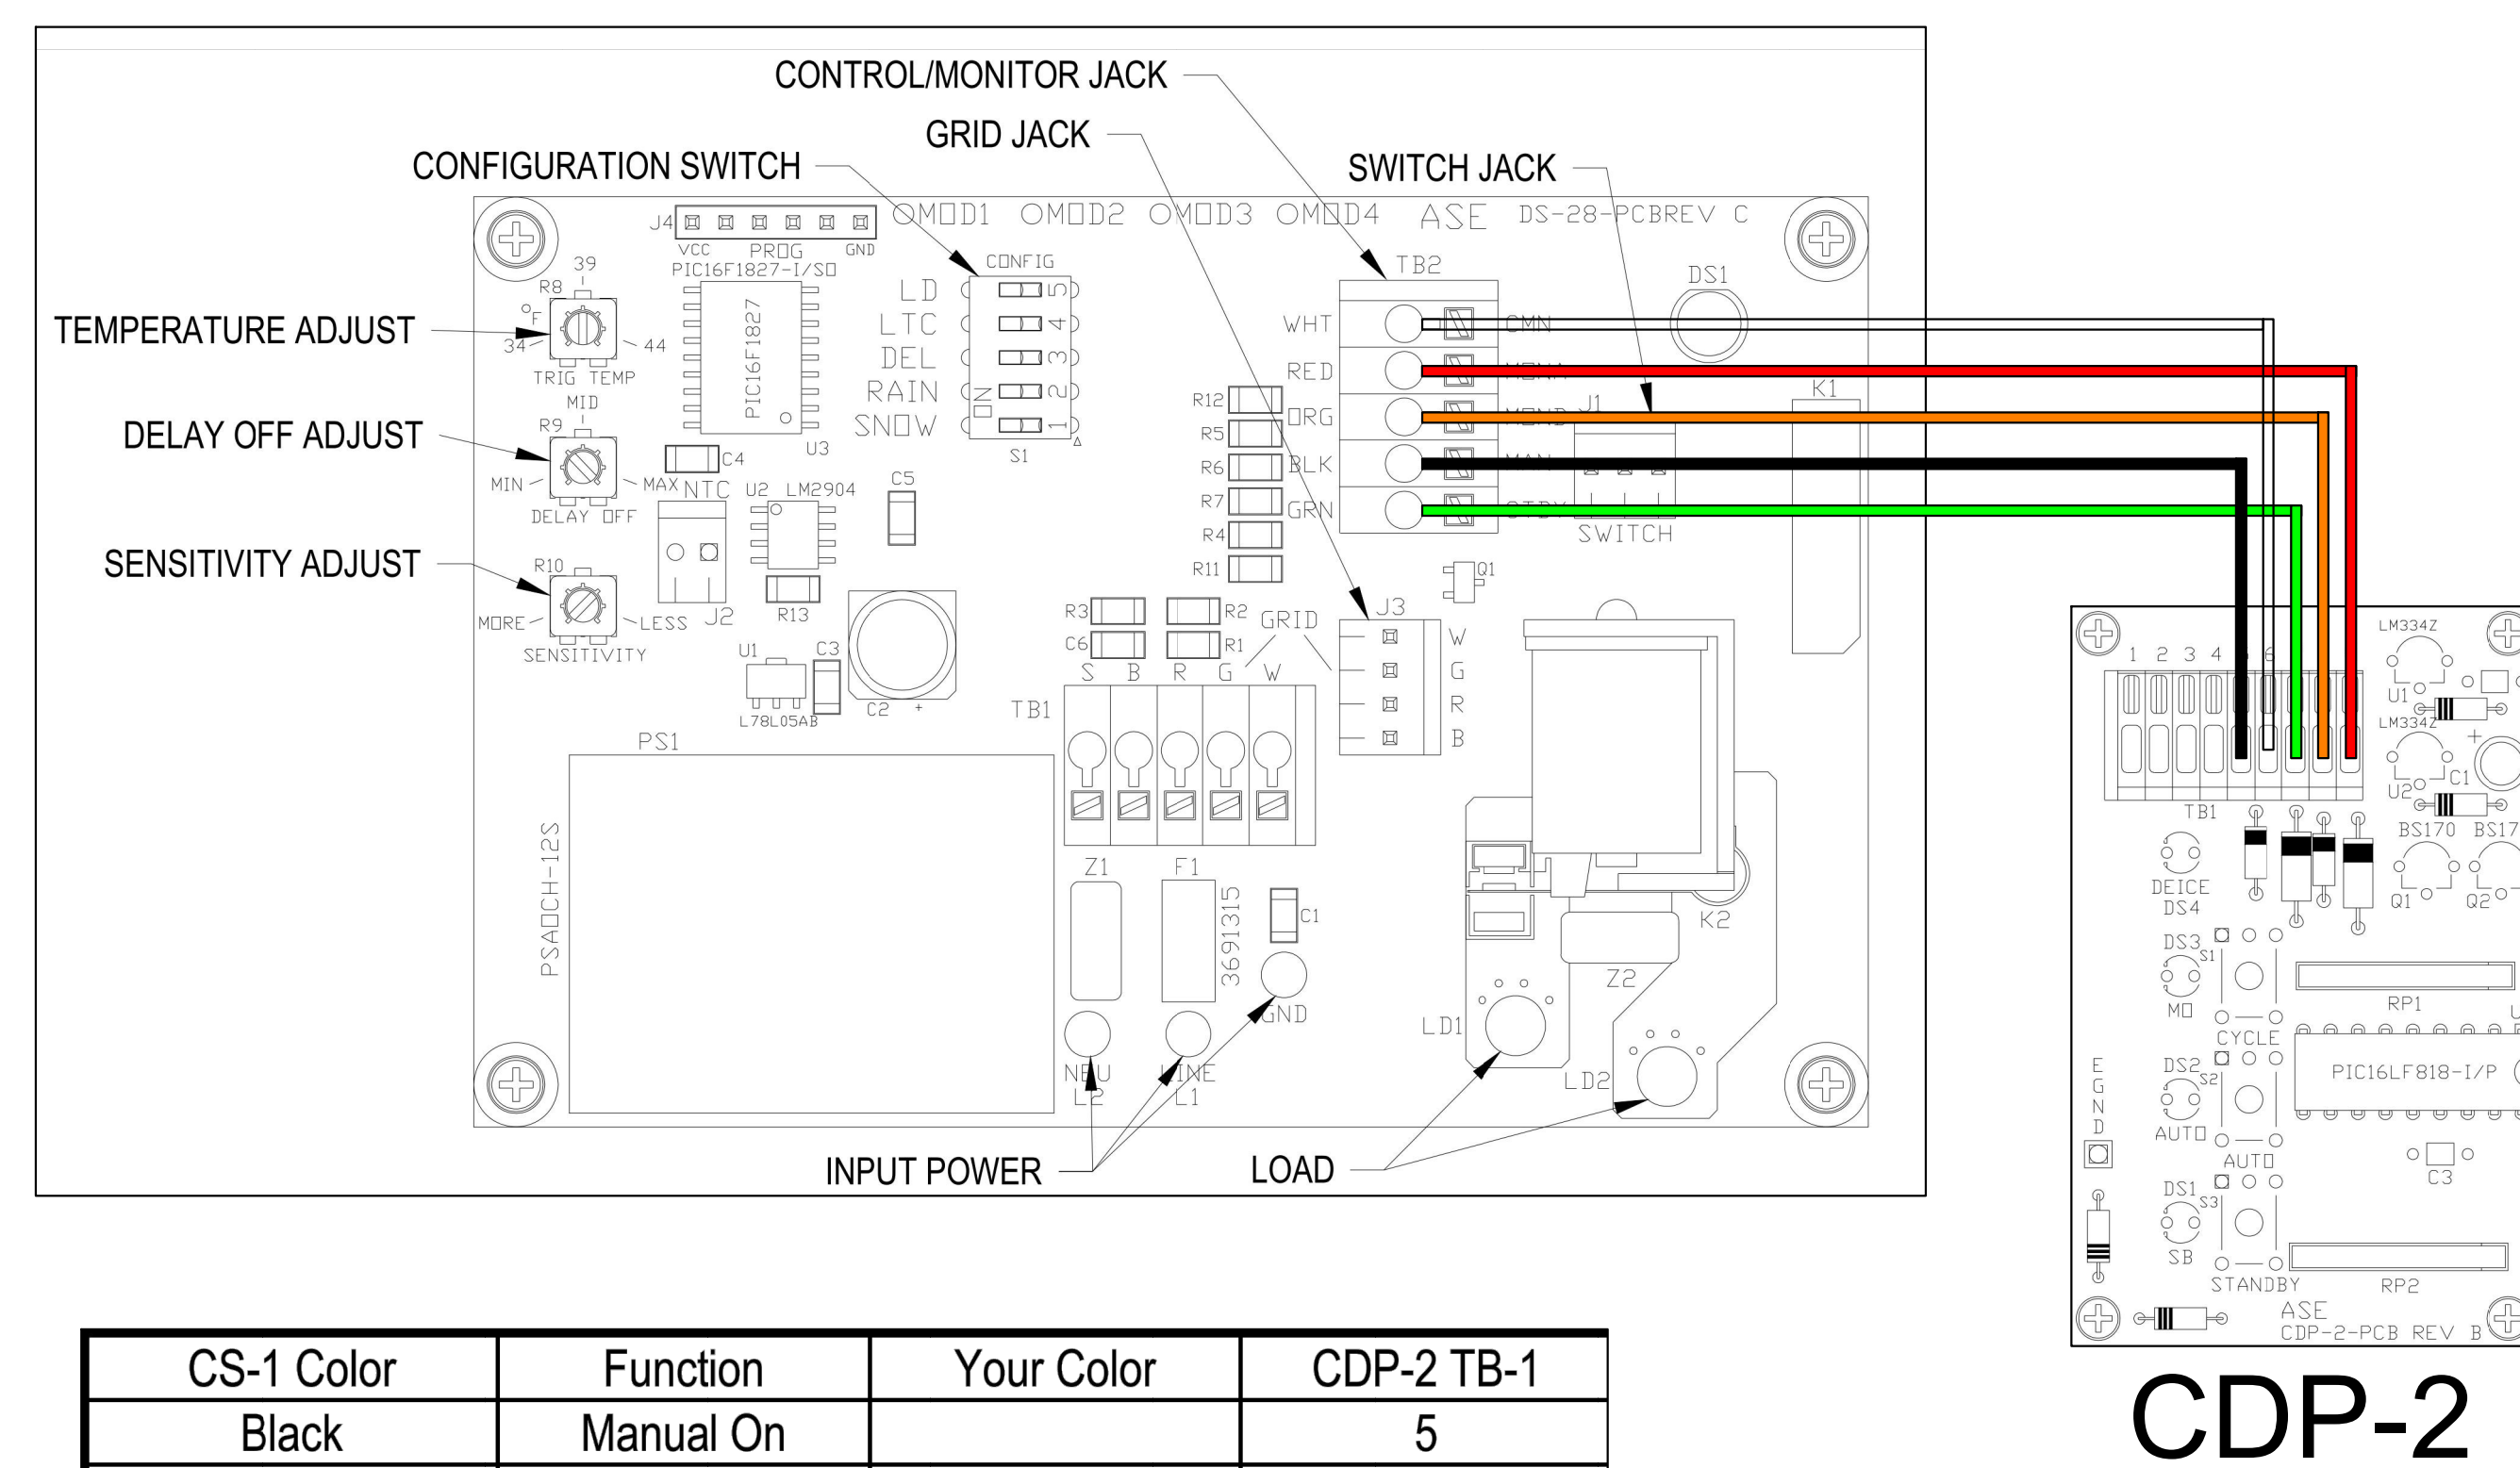 CONTROL/MONITOR JACK
GRID JACK
CONFIGURATION SWITCH
SWITCH JACK
J4
VCC PROG GND
PIC16F1827-I/SO
MOD1 MOD2 MOD3 MOD4 ASE DS-28-PCBREV C
CONFIG
TB2
DS1
39
R8
°F
34
44
TRIG TEMP
TEMPERATURE ADJUST
PIC16F1827
U3
LD 5
LTC 4
DEL 3
RAIN 2
SNOW 1
ON
S1
WHT CMN
RED
ORG
BLK
GRN
J1
SWITCH
K1
MID
R9
MIN
MAX
DELAY OFF
DELAY OFF ADJUST
C4
NTC
U2 LM2904
C5
R12
R5
R6
R7
R4
R11
Q1
SENSITIVITY ADJUST
R10
MORE
LESS
SENSITIVITY
J2
R13
U1
C3
L78L05AB
C2 +
R3
C6
R2
R1
GRID
S B R G W
TB1
J3
W
G
R
B
PS1
PSAOCH-12S
Z1
F1
3691315
C1
GND
NEU
L2
LINE
L1
K2
Z2
LD1
LD2
INPUT POWER
LOAD
1 2 3 4 6
TB1
LM334Z
U1
LM334Z
U2
+
C1
BS170
Q1
Q2
DEICE
DS4
DS3
S1
MO
CYCLE
RP1
DS2
S2
AUTO
AUTO
PIC16LF818-I/P
EGND
C3
DS1
S3
SB
STANDBY
RP2
ASE
CDP-2-PCB REV B
CDP-2
CS-1 Color Function Your Color CDP-2 TB-1
Black Manual On 5